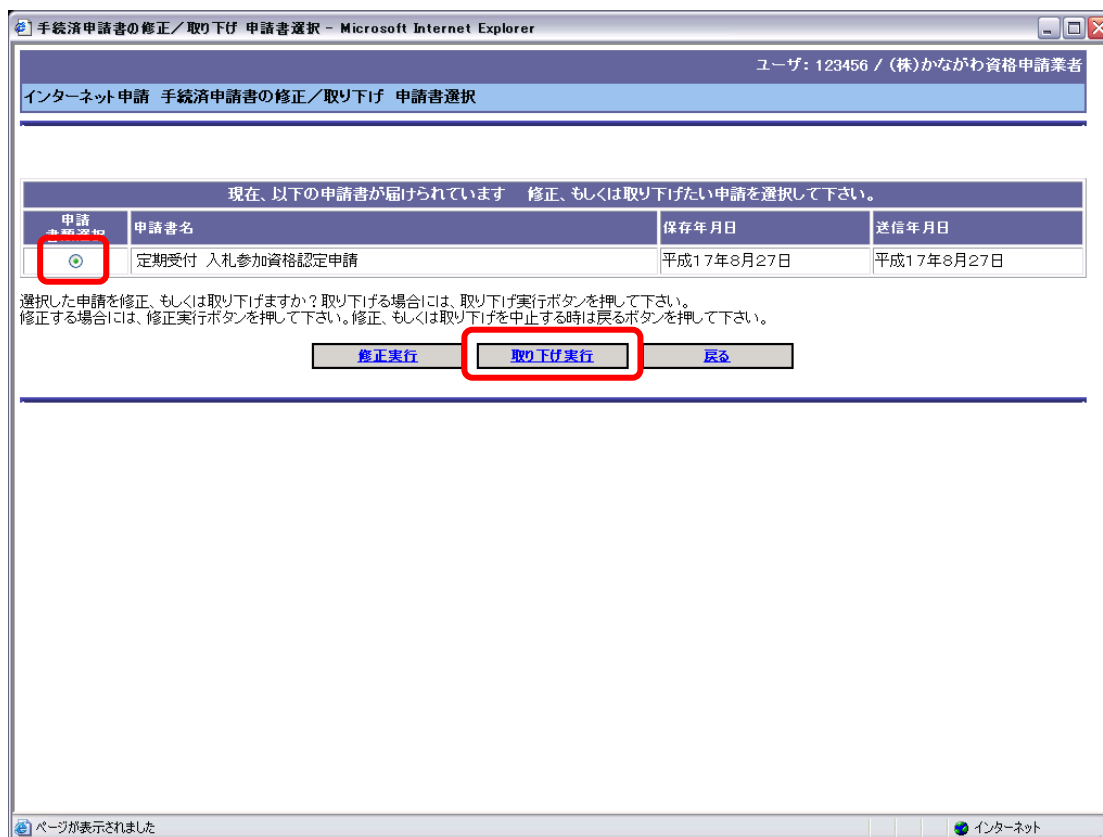 手続済申請書の修正／取り下げ 申請書選択 - Microsoft Internet Explorer
ユーザ: 123456 / (株)かながわ資格申請業者
インターネット申請 手続済申請書の修正／取り下げ 申請書選択
現在、以下の申請書が届けられています 修正、もしくは取り下げたい申請を選択して下さい。
申請
書類選択 申請書名 保存年月日 送信年月日
定期受付 入札参加資格認定申請 平成17年8月27日 平成17年8月27日
選択した申請を修正、もしくは取り下げますか？取り下げる場合には、取り下げ実行ボタンを押して下さい。
修正する場合には、修正実行ボタンを押して下さい。修正、もしくは取り下げを中止する時は戻るボタンを押して下さい。
修正実行 取り下げ実行 戻る
ページが表示されました インターネット